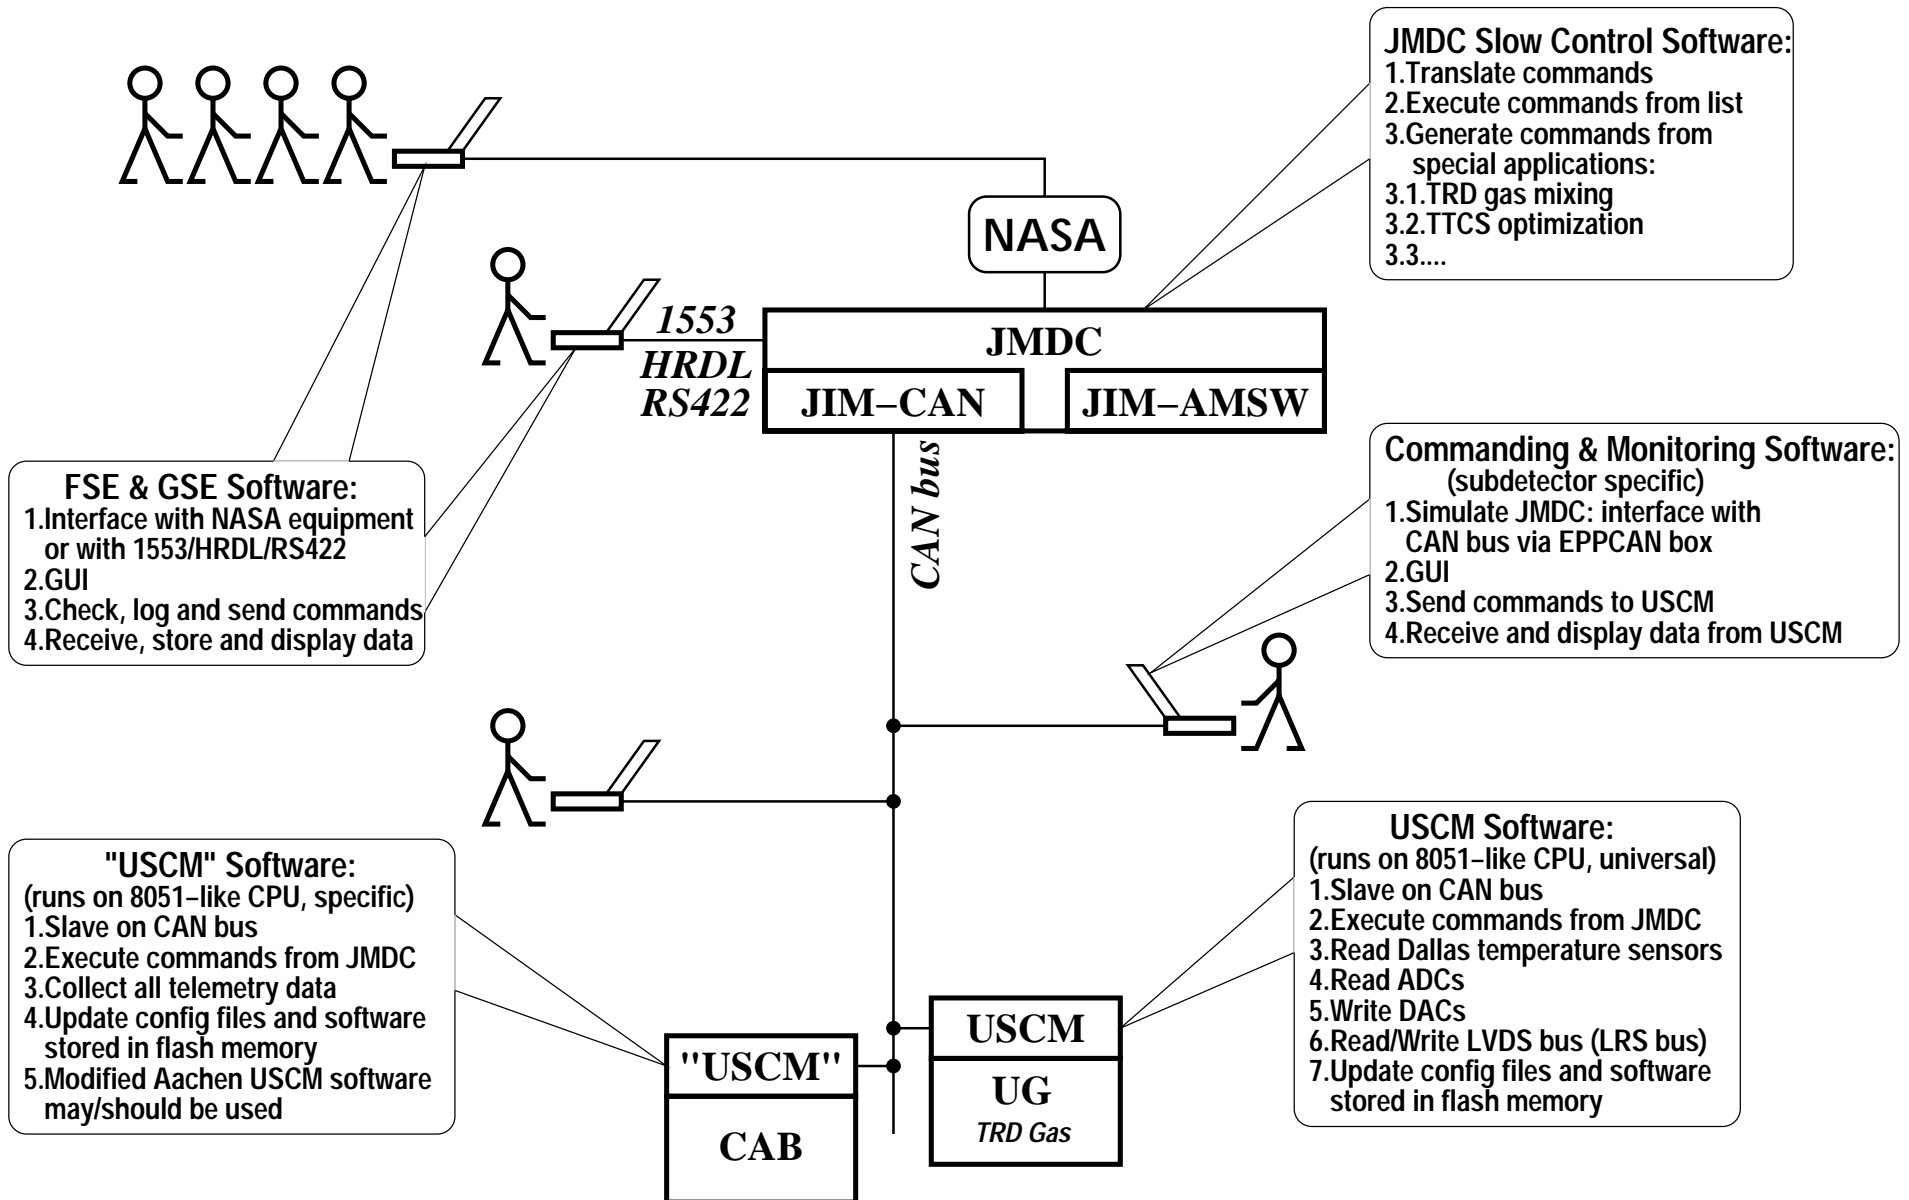 JMDC Slow Control Software:
1.Translate commands
2.Execute commands from list
3.Generate commands from
special applications:
3.1.TRD gas mixing
3.2.TTCS optimization
3.3....
NASA
1553
HRDL
RS422
JMDC
JIM−CAN
JIM−AMSW
CAN bus
FSE & GSE Software:
1.Interface with NASA equipment
or with 1553/HRDL/RS422
2.GUI
3.Check, log and send commands
4.Receive, store and display data
Commanding & Monitoring Software:
(subdetector specific)
1.Simulate JMDC: interface with
CAN bus via EPPCAN box
2.GUI
3.Send commands to USCM
4.Receive and display data from USCM
"USCM" Software:
(runs on 8051−like CPU, specific)
1.Slave on CAN bus
2.Execute commands from JMDC
3.Collect all telemetry data
4.Update config files and software
stored in flash memory
5.Modified Aachen USCM software
may/should be used
USCM Software:
(runs on 8051−like CPU, universal)
1.Slave on CAN bus
2.Execute commands from JMDC
3.Read Dallas temperature sensors
4.Read ADCs
5.Write DACs
6.Read/Write LVDS bus (LRS bus)
7.Update config files and software
stored in flash memory
"USCM"
CAB
USCM
UG
TRD Gas